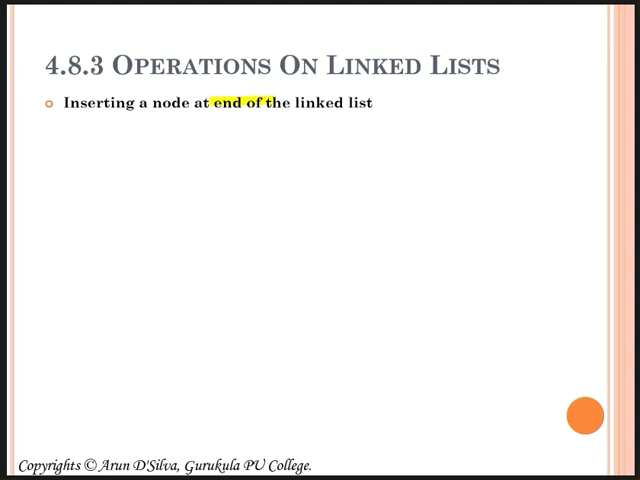 4.8.3 Operations On Linked Lists
Inserting a node at end of the linked list
Copyrights © Arun D'Silva, Gurukula PU College.